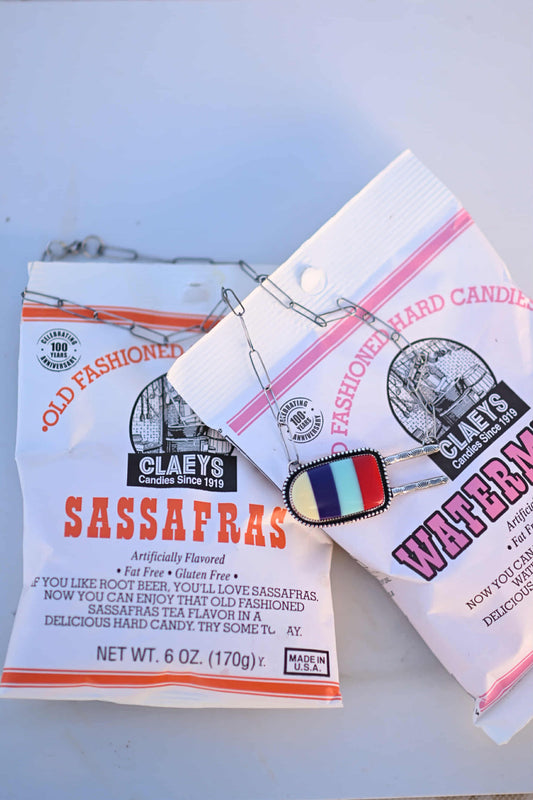 CELEBRATING
100
YEARS
ANNIVERSARY
•OLD FASHIONED
CLAEYS
Candies Since 1919
SASSAFRAS
Artificially Flavored
• Fat Free • Gluten Free •
IF YOU LIKE ROOT BEER, YOU'LL LOVE SASSAFRAS.
NOW YOU CAN ENJOY THAT OLD FASHIONED
SASSAFRAS TEA FLAVOR IN A
DELICIOUS HARD CANDY. TRY SOME TODAY.
NET WT. 6 OZ. (170g)
MADE IN
U.S.A.
CELEBRATING
100
YEARS
ANNIVERSARY
OLD FASHIONED HARD CANDIES
CLAEYS
Candies Since 1919
WATERM
Artific
• Fat F
NOW YOU CAN
WAT
DELICIOUS